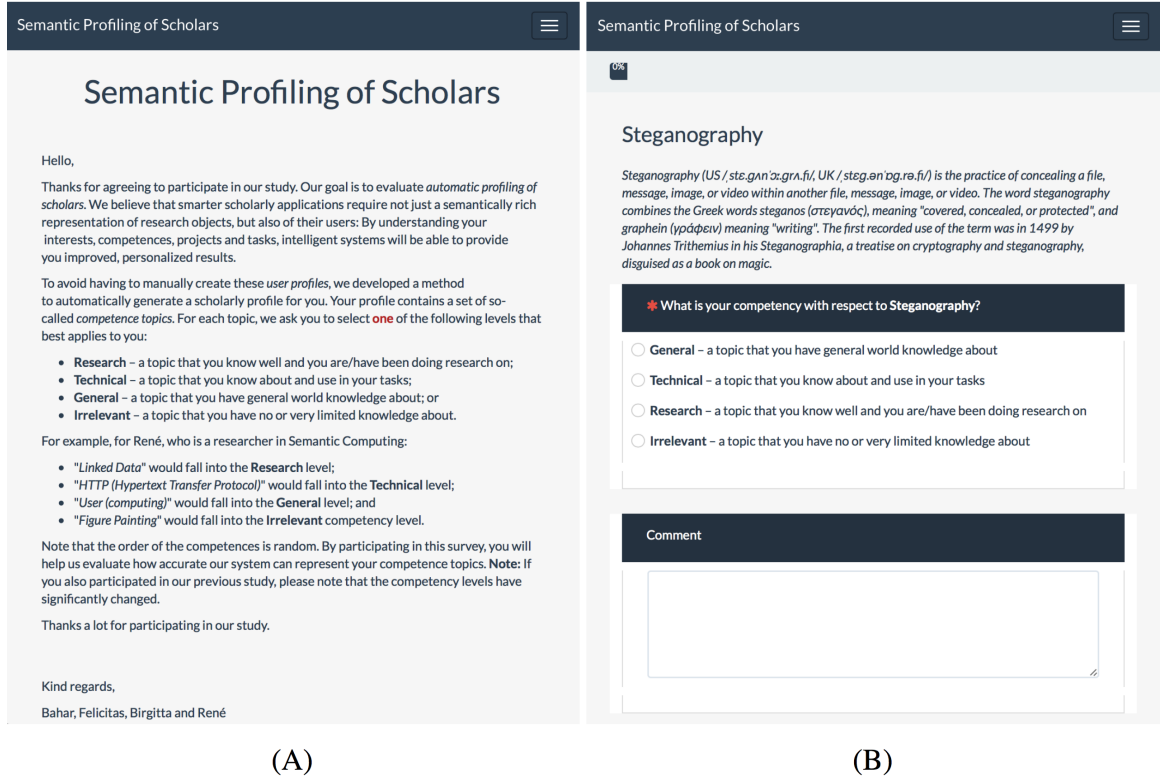 Semantic Profiling of Scholars
Semantic Profiling of Scholars
Hello,
Thanks for agreeing to participate in our study. Our goal is to evaluate automatic profiling of
scholars. We believe that smarter scholarly applications require not just a semantically rich
representation of research objects, but also of their users: By understanding your
interests, competences, projects and tasks, intelligent systems will be able to provide
you improved, personalized results.
To avoid having to manually create these user profiles, we developed a method
to automatically generate a scholarly profile for you. Your profile contains a set of so-
called competence topics. For each topic, we ask you to select one of the following levels that
best applies to you:
• Research – a topic that you know well and you are/have been doing research on;
• Technical – a topic that you know about and use in your tasks;
• General – a topic that you have general world knowledge about; or
• Irrelevant – a topic that you have no or very limited knowledge about.
For example, for René, who is a researcher in Semantic Computing:
• "Linked Data" would fall into the Research level;
• "HTTP (Hypertext Transfer Protocol)" would fall into the Technical level;
• "User (computing)" would fall into the General level; and
• "Figure Painting" would fall into the Irrelevant competency level.
Note that the order of the competences is random. By participating in this survey, you will
help us evaluate how accurate our system can represent your competence topics. Note: If
you also participated in our previous study, please note that the competency levels have
significantly changed.
Thanks a lot for participating in our study.
Kind regards,
Bahar, Felicitas, Birgitta and René
(A)
Semantic Profiling of Scholars
0%
Steganography
Steganography (US /ˌstɛ.ɡʌnˈɔː.ɡrʌ.fi/, UK /ˌstɛɡ.ənˈɒɡ.rə.fi/) is the practice of concealing a file,
message, image, or video within another file, message, image, or video. The word steganography
combines the Greek words steganos (στεγανός), meaning "covered, concealed, or protected", and
graphein (γράφειν) meaning "writing". The first recorded use of the term was in 1499 by
Johannes Trithemius in his Steganographia, a treatise on cryptography and steganography,
disguised as a book on magic.
✱ What is your competency with respect to Steganography?
General – a topic that you have general world knowledge about
Technical – a topic that you know about and use in your tasks
Research – a topic that you know well and you are/have been doing research on
Irrelevant – a topic that you have no or very limited knowledge about
Comment
(B)